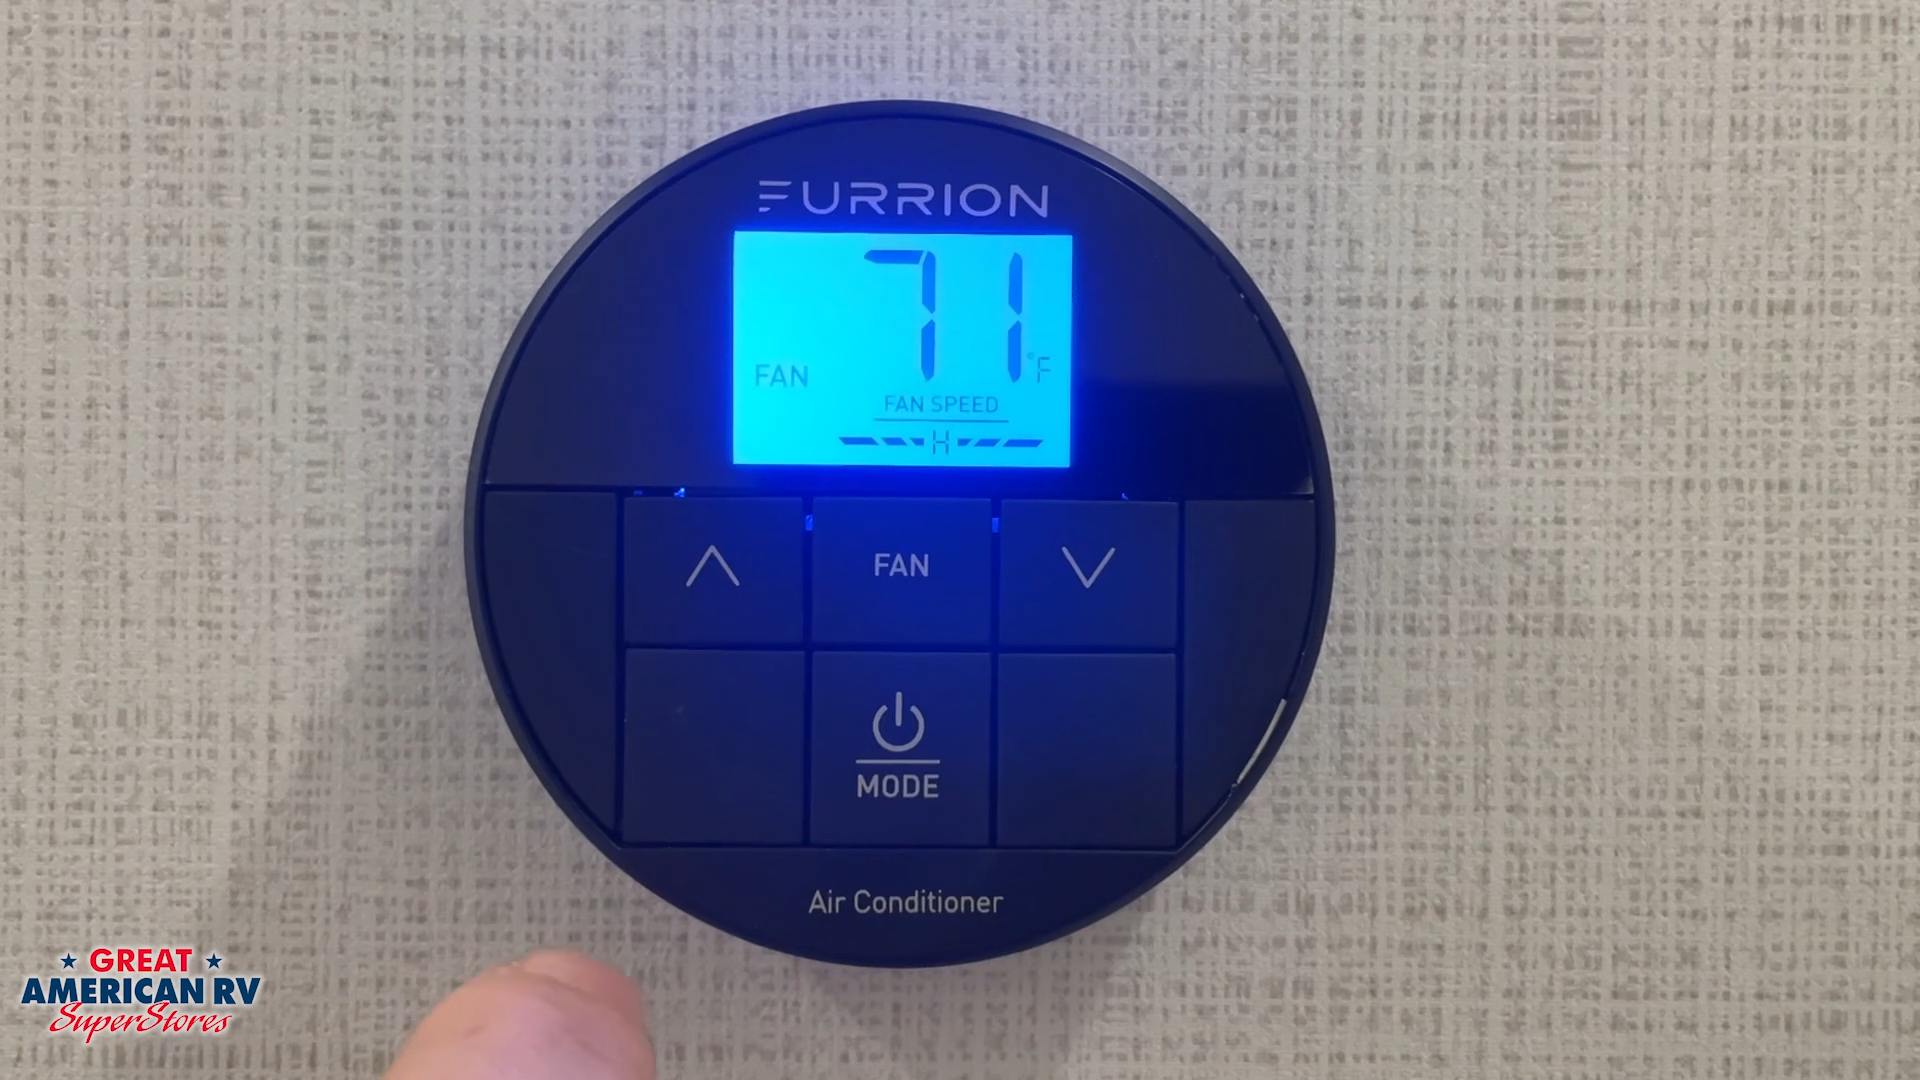 FURRION
71°F
FAN
FAN SPEED
H
FAN
MODE
Air Conditioner
GREAT
AMERICAN RV
SuperStores